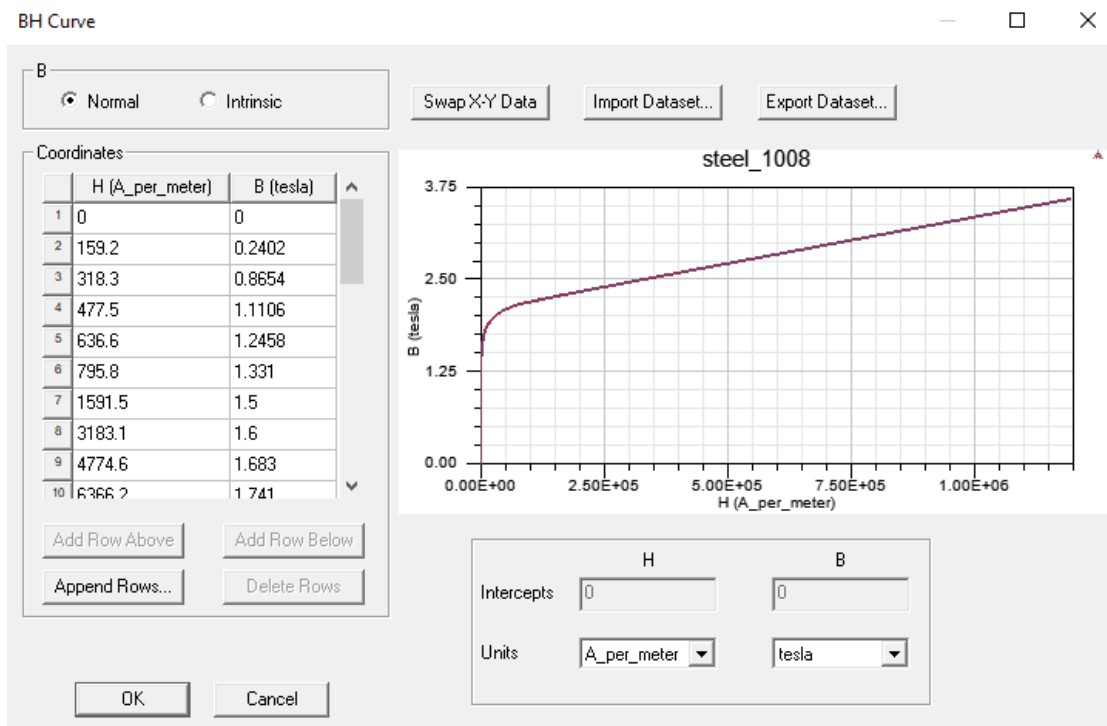 BH Curve
B
Normal
Intrinsic
Swap X-Y Data
Import Dataset...
Export Dataset...
Coordinates
H (A_per_meter) B (tesla)
1 0 0
2 159.2 0.2402
3 318.3 0.8654
4 477.5 1.1106
5 636.6 1.2458
6 795.8 1.331
7 1591.5 1.5
8 3183.1 1.6
9 4774.6 1.683
10 6366.2 1.741
Add Row Above
Add Row Below
Append Rows...
Delete Rows
steel_1008
3.75
2.50
1.25
0.00
B (tesla)
0.00E+00 2.50E+05 5.00E+05 7.50E+05 1.00E+06
H (A_per_meter)
H B
Intercepts 0 0
Units A_per_meter tesla
OK
Cancel